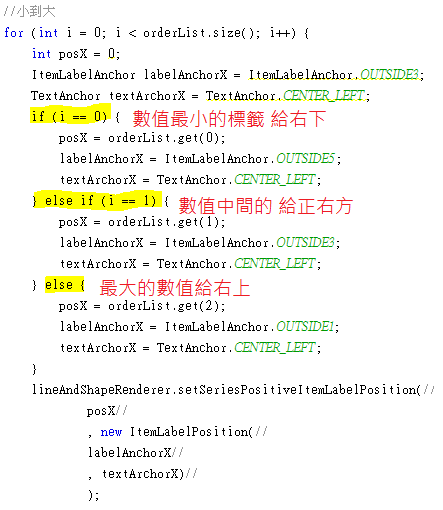 //小到大
for (int i = 0; i < orderList.size(); i++) {
int posX = 0;
ItemLabelAnchor labelAnchorX = ItemLabelAnchor.OUTSIDE3;
TextAnchor textArchorX = TextAnchor.CENTER_LEFT;
if (i == 0) { 數值最小的標籤 給右下
posX = orderList.get(0);
labelAnchorX = ItemLabelAnchor.OUTSIDE5;
textArchorX = TextAnchor.CENTER_LEFT;
} else if (i == 1) { 數值中間的 給正右方
posX = orderList.get(1);
labelAnchorX = ItemLabelAnchor.OUTSIDE3;
textArchorX = TextAnchor.CENTER_LEFT;
} else { 最大的數值給右上
posX = orderList.get(2);
labelAnchorX = ItemLabelAnchor.OUTSIDE1;
textArchorX = TextAnchor.CENTER_LEFT;
}
lineAndShapeRenderer.setSeriesPositiveItemLabelPosition(//
posX//
, new ItemLabelPosition(//
labelAnchorX//
, textArchorX)//
);